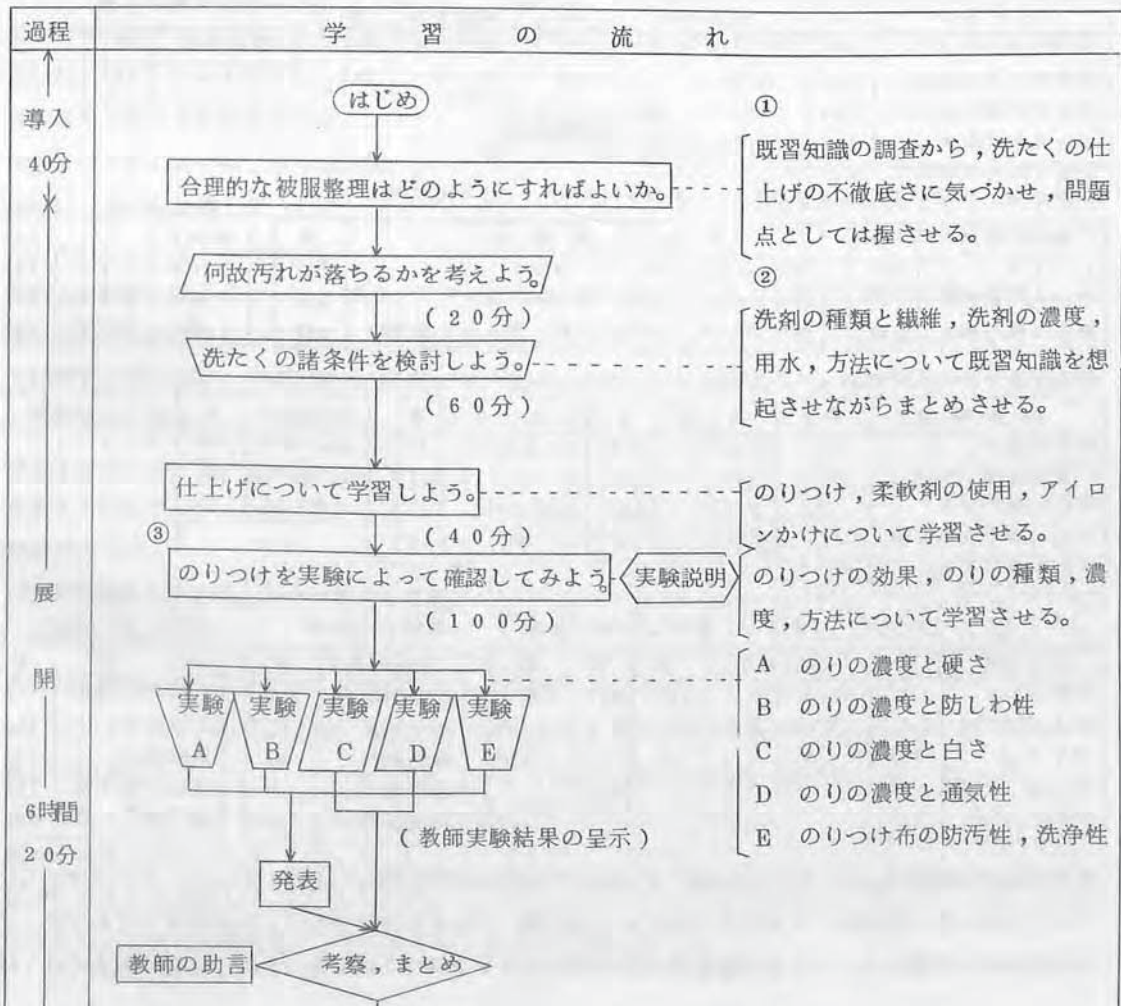 過程
学習の流れ
導入
40分
はじめ
①
合理的な被服整理はどのようにすればよいか。
既習知識の調査から，洗たくの仕
上げの不徹底さに気づかせ，問題
点としては握させる。
何故汚れが落ちるかを考えよう。
(20分)
②
洗たくの諸条件を検討しよう。
(60分)
洗剤の種類と繊維，洗剤の濃度，
用水，方法について既習知識を想
起させながらまとめさせる。
仕上げについて学習しよう。
(40分)
のりつけ，柔軟剤の使用，アイロ
ンかけについて学習させる。
③
のりつけを実験によって確認してみよう。
実験説明
(100分)
のりつけの効果，のりの種類，濃
度，方法について学習させる。
展
開
6時間
20分
実験 A
実験 B
実験 C
実験 D
実験 E
A のりの濃度と硬さ
B のりの濃度と防しわ性
C のりの濃度と白さ
D のりの濃度と通気性
E のりつけ布の防汚性，洗浄性
(教師実験結果の呈示)
発表
教師の助言
考察，まとめ